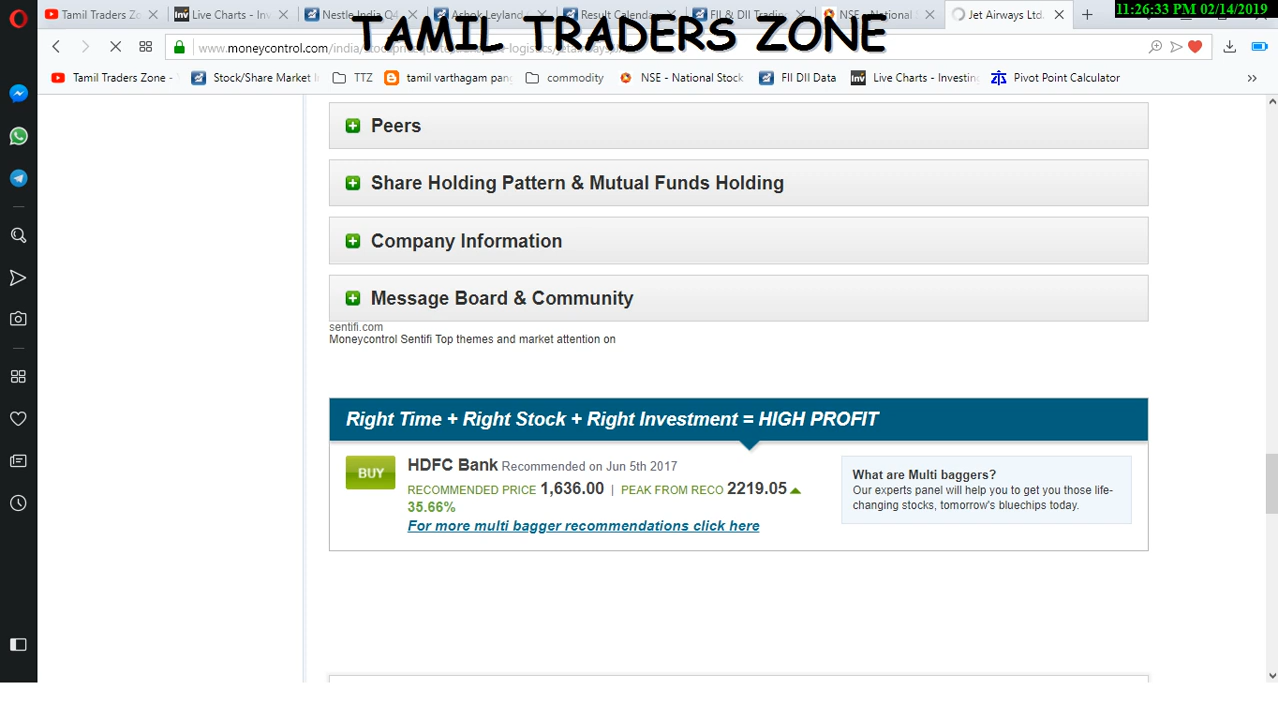 Tamil Traders Zo
Live Charts - Inv
Nestle India Q4
Ashok Leyland
Result Calenda
FII & DII Trading
NSE - National
Jet Airways Ltd.
11:26:33 PM 02/14/2019
TAMIL TRADERS ZONE
www.moneycontrol.com/india/
Tamil Traders Zone -
Stock/Share Market I
TTZ
tamil varthagam pan
commodity
NSE - National Stock
FII DII Data
Live Charts - Investin
Pivot Point Calculator
Peers
Share Holding Pattern & Mutual Funds Holding
Company Information
Message Board & Community
sentifi.com
Moneycontrol Sentifi Top themes and market attention on
Right Time + Right Stock + Right Investment = HIGH PROFIT
BUY
HDFC Bank Recommended on Jun 5th 2017
RECOMMENDED PRICE 1,636.00 | PEAK FROM RECO 2219.05
35.66%
For more multi bagger recommendations click here
What are Multi baggers?
Our experts panel will help you to get you those life-
changing stocks, tomorrow's bluechips today.